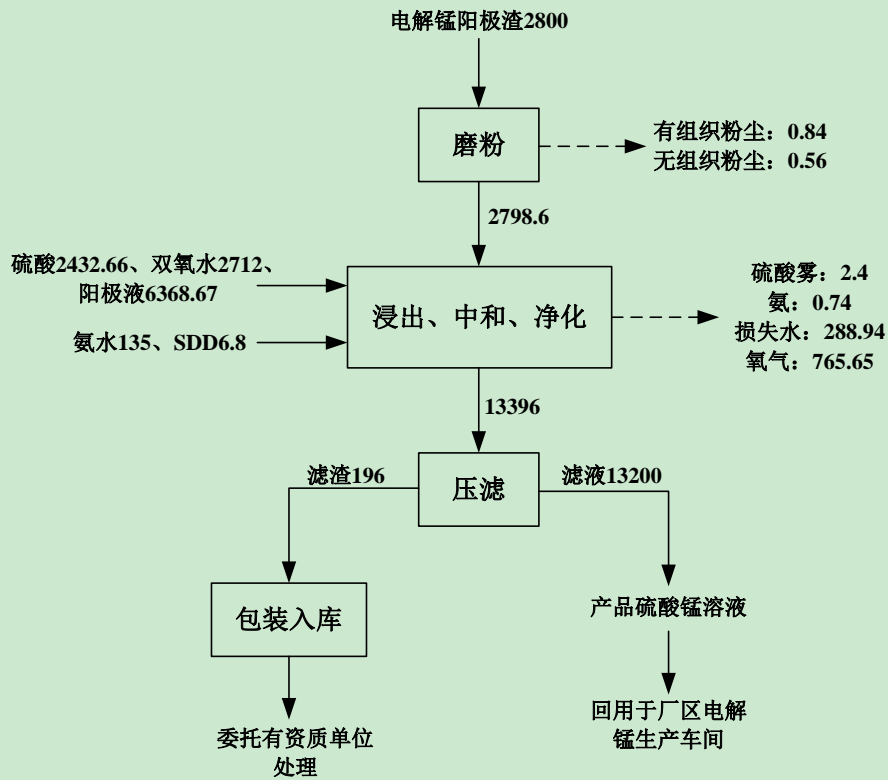 电解锰阳极渣2800
磨粉
有组织粉尘：0.84
无组织粉尘：0.56
2798.6
硫酸2432.66、双氧水2712、
阳极液6368.67
氨水135、SDD6.8
浸出、中和、净化
硫酸雾：2.4
氨：0.74
损失水：288.94
氧气：765.65
13396
滤渣196
压滤
滤液13200
包装入库
产品硫酸锰溶液
委托有资质单位
处理
回用于厂区电解
锰生产车间